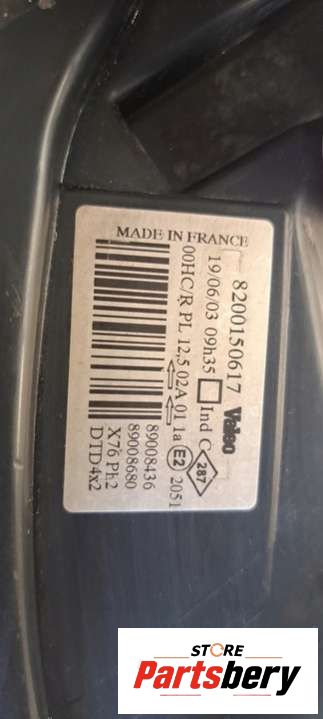 MADE IN FRANCE
8200150617 Valeo
19/06/03 09h35 Ind C 287
00HC/R PL 12,5 02A 01 1a E2 2051
89008436
89008680
X76 Ph2
DTD4x2
STORE
Partsbery